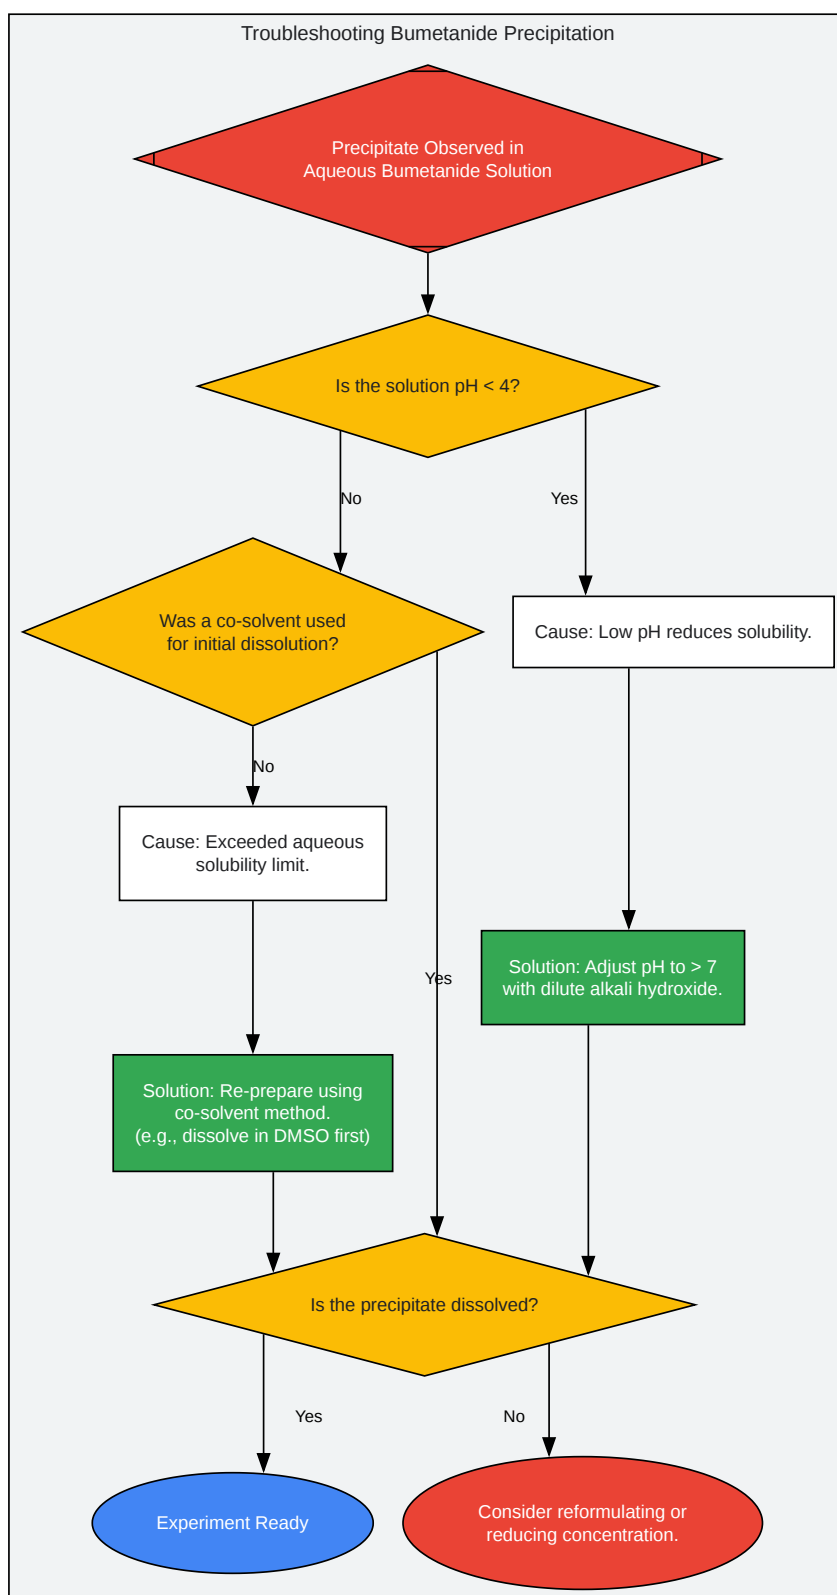 Troubleshooting Bumetanide Precipitation
Precipitate Observed in
Aqueous Bumetanide Solution
Is the solution pH < 4?
No
Yes
Was a co-solvent used
for initial dissolution?
Cause: Low pH reduces solubility.
No
Cause: Exceeded aqueous
solubility limit.
Yes
Solution: Adjust pH to > 7
with dilute alkali hydroxide.
Solution: Re-prepare using
co-solvent method.
(e.g., dissolve in DMSO first)
Is the precipitate dissolved?
Yes
No
Experiment Ready
Consider reformulating or
reducing concentration.